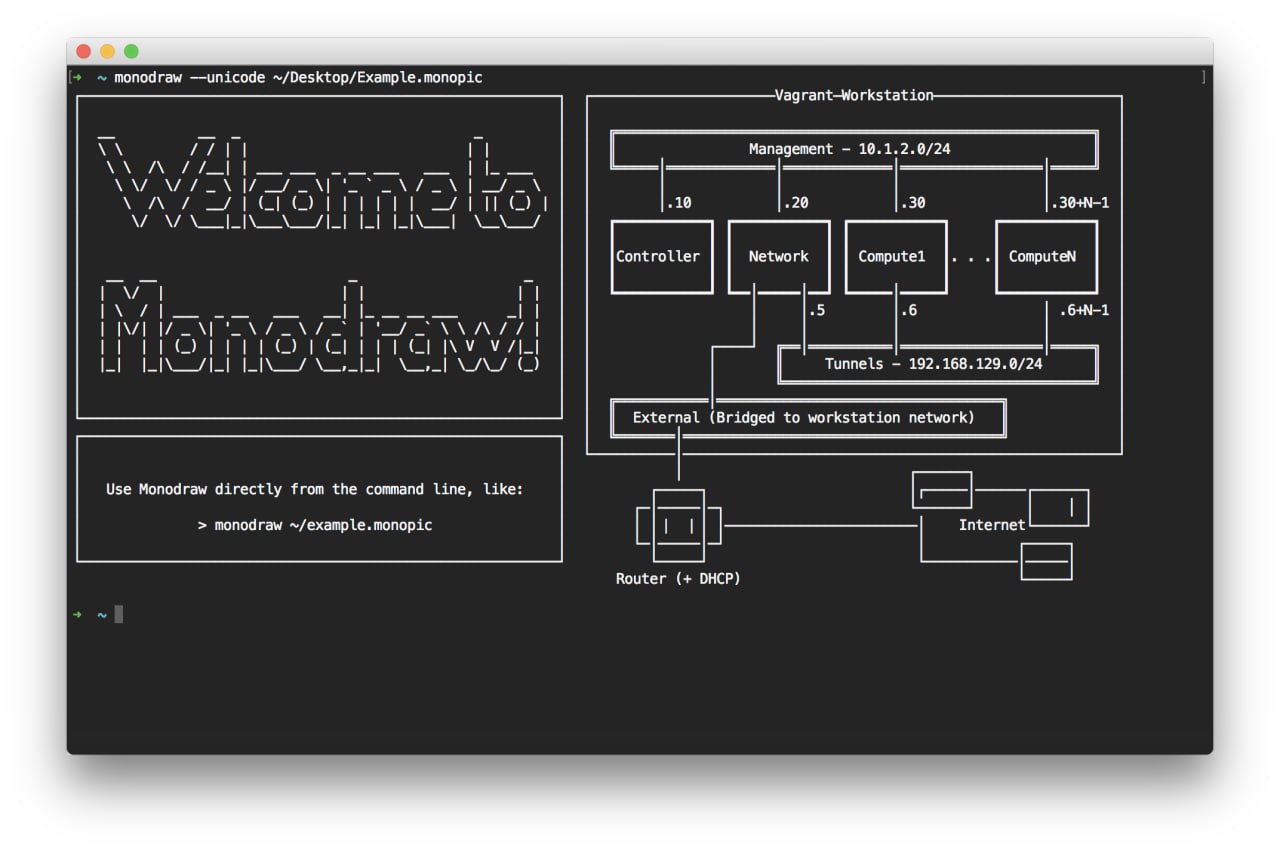 ➜ ~ monodraw --unicode ~/Desktop/Example.monopic
Welcome to
Monodraw!
Use Monodraw directly from the command line, like:
> monodraw ~/example.monopic
Vagrant Workstation
Management - 10.1.2.0/24
.10 .20 .30 .30+N-1
Controller Network Compute1 . . . ComputeN
.5 .6 .6+N-1
Tunnels - 192.168.129.0/24
External (Bridged to workstation network)
Internet
Router (+ DHCP)
➜ ~